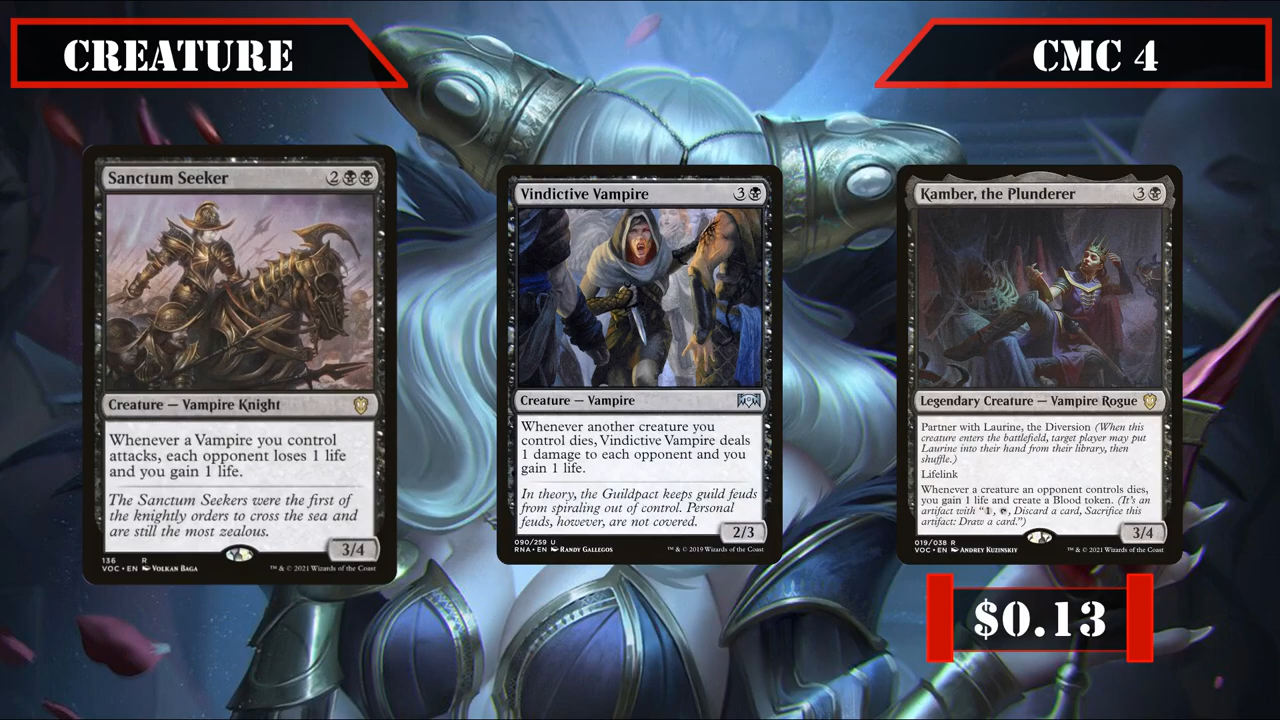 CREATURE
CMC 4
Sanctum Seeker 2
Creature — Vampire Knight
Whenever a Vampire you control
attacks, each opponent loses 1 life
and you gain 1 life.
The Sanctum Seekers were the first of
the knightly orders to cross the sea and
are still the most zealous.
3/4
136 R
VOC • EN VOLKAN BAGA
™ & © 2021 Wizards of the Coast
Vindictive Vampire 3
Creature — Vampire
Whenever another creature you
control dies, Vindictive Vampire deals
1 damage to each opponent and you
gain 1 life.
In theory, the Guildpact keeps guild feuds
from spiraling out of control. Personal
feuds, however, are not covered.
2/3
090/259 U
RNA • EN RANDY GALLEGOS
™ & © 2019 Wizards of the Coast
Kamber, the Plunderer 3
Legendary Creature — Vampire Rogue
Partner with Laurine, the Diversion (When this
creature enters the battlefield, target player may put
Laurine into their hand from their library, then
shuffle.)
Lifelink
Whenever a creature an opponent controls dies,
you gain 1 life and create a Blood token. (It's an
artifact with "1, , Discard a card, Sacrifice this
artifact: Draw a card.")
3/4
019/038 R
VOC • EN ANDREY KUZINSKIY
™ & © 2021 Wizards of the Coast
$0.13